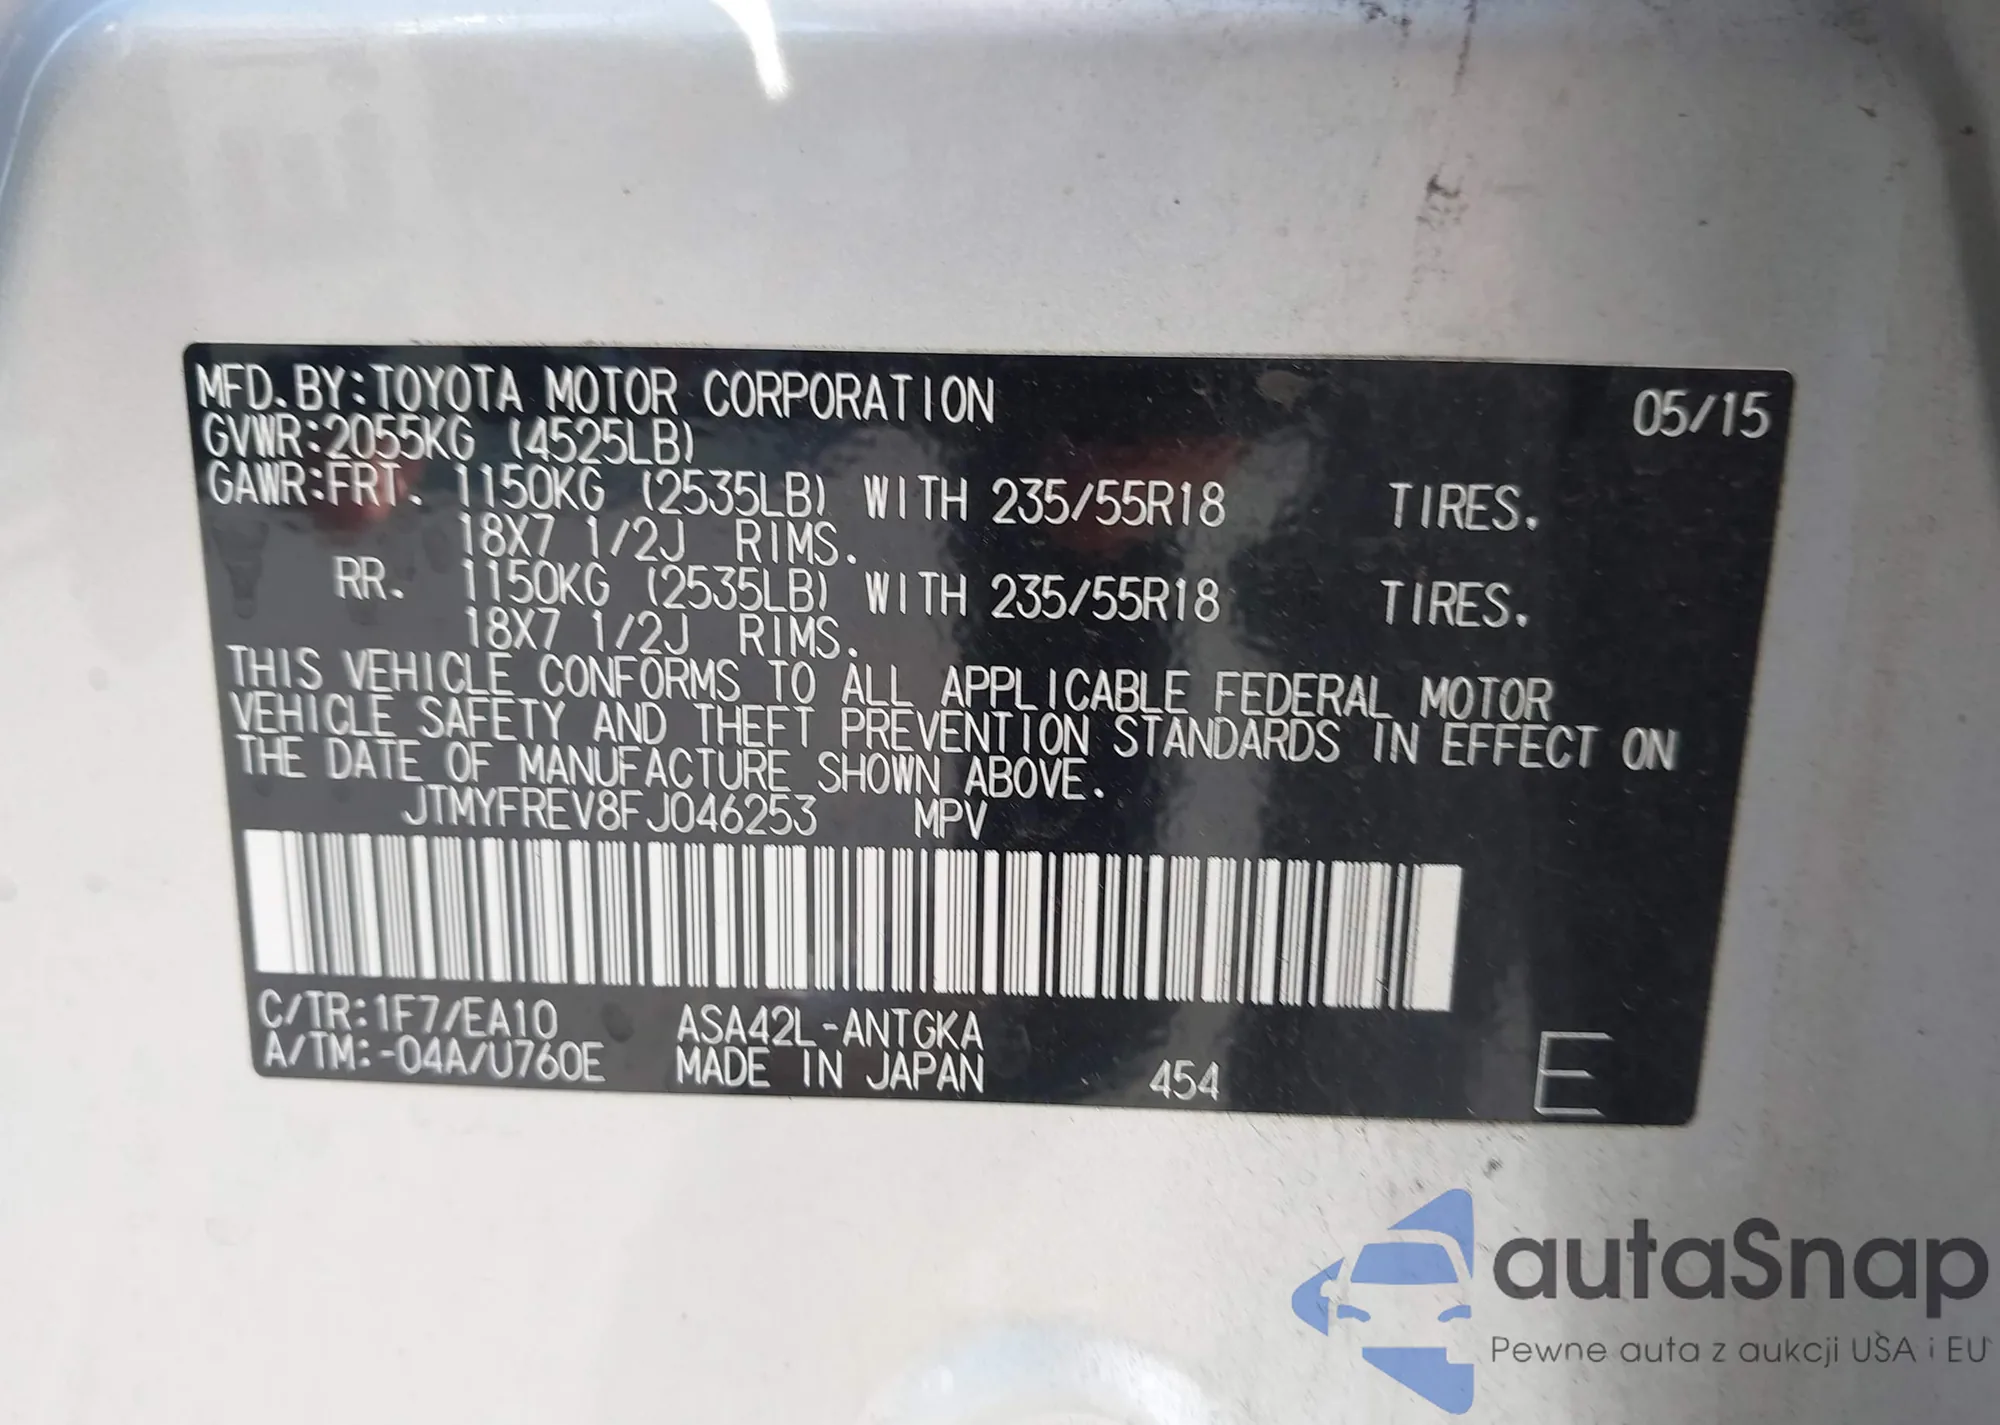 MFD.BY:TOYOTA MOTOR CORPORATION 05/15
GVWR:2055KG (4525LB)
GAWR:FRT. 1150KG (2535LB) WITH 235/55R18 TIRES.
18X7 1/2J RIMS.
RR. 1150KG (2535LB) WITH 235/55R18 TIRES.
18X7 1/2J RIMS.
THIS VEHICLE CONFORMS TO ALL APPLICABLE FEDERAL MOTOR
VEHICLE SAFETY AND THEFT PREVENTION STANDARDS IN EFFECT ON
THE DATE OF MANUFACTURE SHOWN ABOVE.
JTMYFREV8FJ046253 MPV
C/TR:1F7/EA10 ASA42L-ANTGKA
A/TM:-04A/U760E MADE IN JAPAN 454 E
autaSnap
Pewne auta z aukcji USA i EU